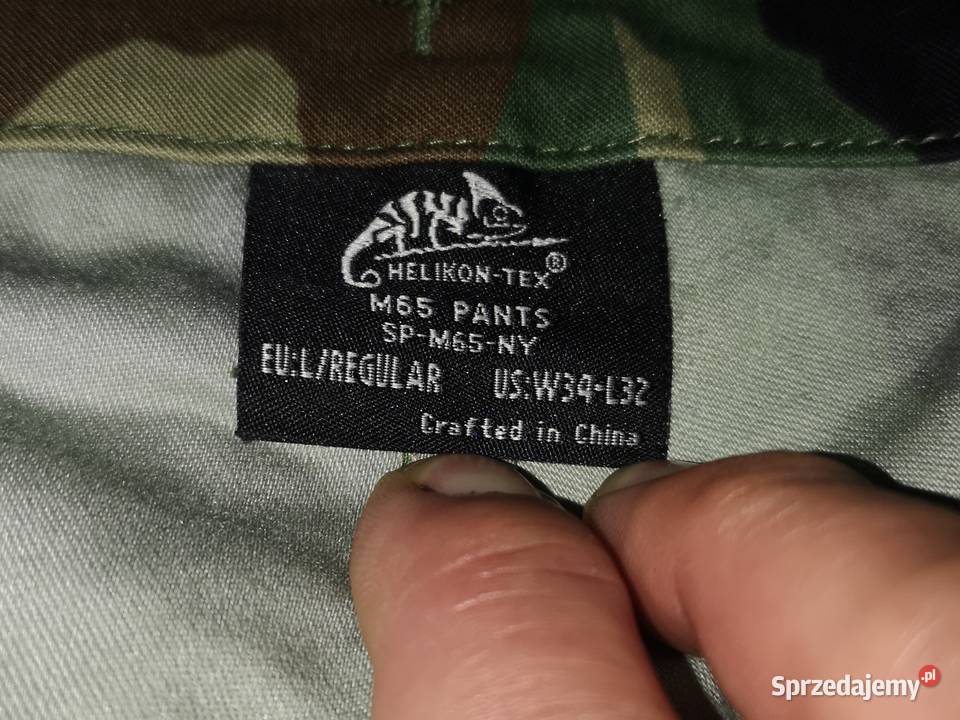 HELIKON-TEX®
M65 PANTS
SP-M65-NY
EU:L/REGULAR US:W34-L32
Crafted in China
Sprzedajemy.pl